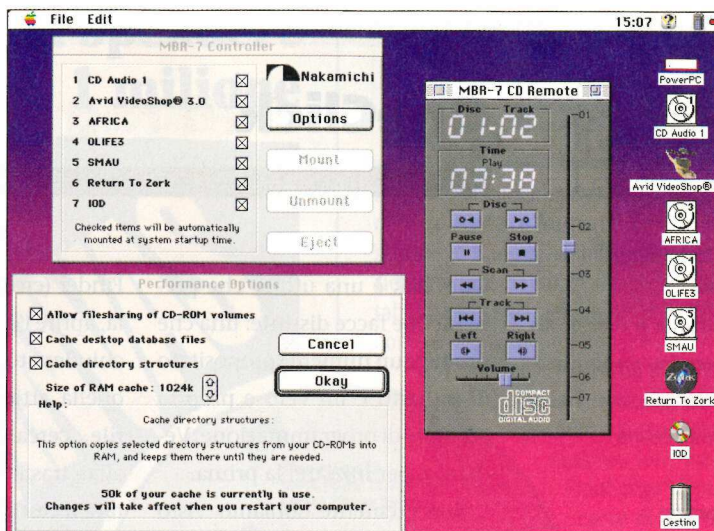 File Edit 15:07
MBR-7 Controller
1 CD Audio 1
2 Avid VideoShop® 3.0
3 AFRICA
4 OLIFE3
5 SMAU
6 Return To Zork
7 IOD
Checked items will be automatically
mounted at system startup time.
Nakamichi
Options
Mount
Unmount
Eject
Performance Options
Allow filesharing of CD-ROM volumes
Cache desktop database files
Cache directory structures
Size of RAM cache: 1024k
Cancel
Okay
Help:
Cache directory structures:
This option copies selected directory structures from your CD-ROMs into
RAM, and keeps them there until they are needed.
50k of your cache is currently in use.
Changes will take affect when you restart your computer.
MBR-7 CD Remote
Disc Track
01-02
Time
Play
03:38
Disc
Pause Stop
Scan
Track
Left Right
Volume
COMPACT
disc
DIGITAL AUDIO
01
02
03
04
05
06
07
PowerPC
1
CD Audio 1
Avid VideoShop®
3
AFRICA
4
OLIFE3
5
SMAU
Zork
Return To Zork
IOD
Cestino